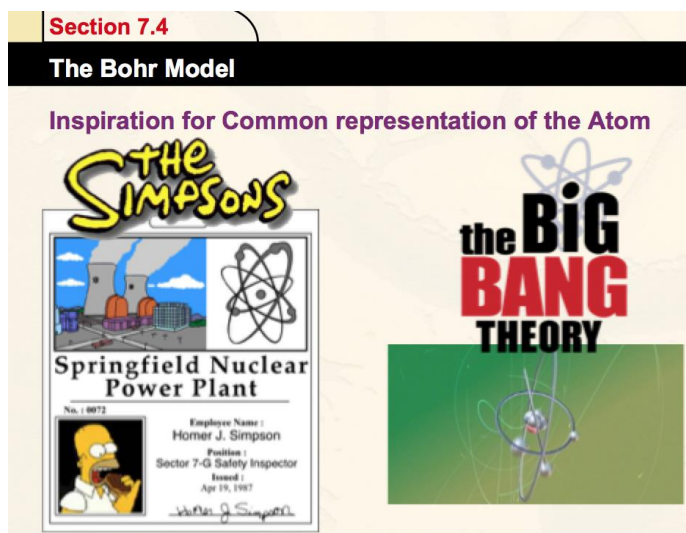 Section 7.4
The Bohr Model
Inspiration for Common representation of the Atom
THE
SIMPSONS
Springfield Nuclear
Power Plant
No. : 0072
Employee Name :
Homer J. Simpson
Position :
Sector 7-G Safety Inspector
Issued :
Apr 19, 1987
Homer J Simpson
the BiG
BANG
THEORY